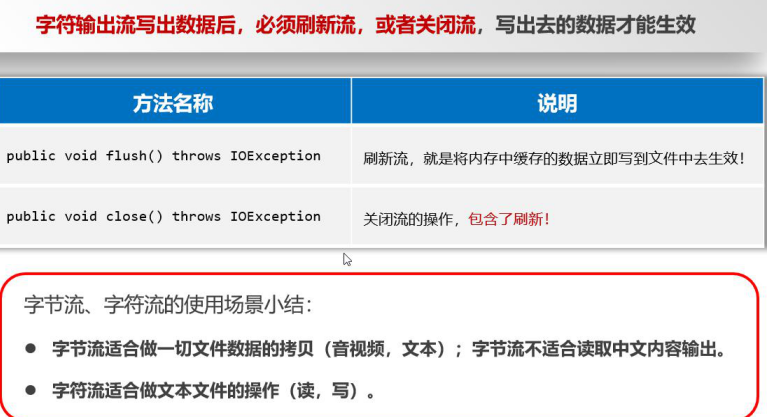 字符输出流写出数据后，必须刷新流，或者关闭流，写出去的数据才能生效
方法名称
说明
public void flush() throws IOException
刷新流，就是将内存中缓存的数据立即写到文件中去生效！
public void close() throws IOException
关闭流的操作，包含了刷新！
字节流、字符流的使用场景小结：
● 字节流适合做一切文件数据的拷贝（音视频，文本）；字节流不适合读取中文内容输出。
● 字符流适合做文本文件的操作（读，写）。